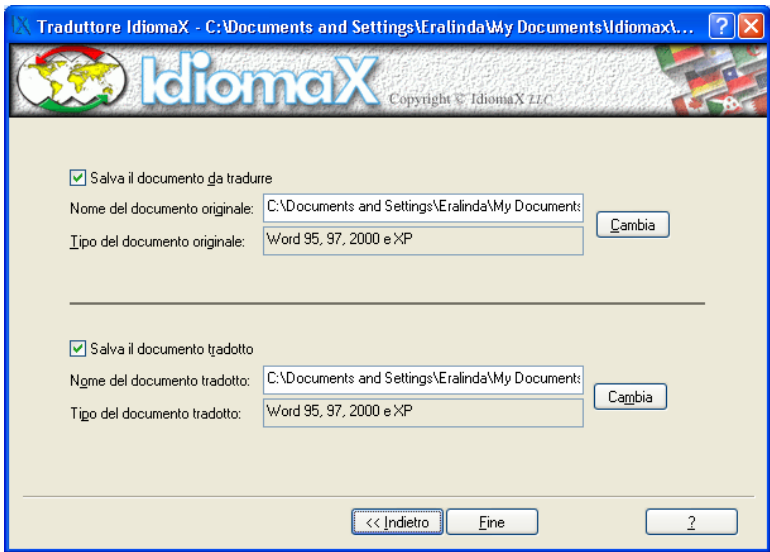 Traduttore IdiomaX - C:\Documents and Settings\Eralinda\My Documents\Idiomax\...
IdiomaX Copyright © IdiomaX LLC
Salva il documento da tradurre
Nome del documento originale: C:\Documents and Settings\Eralinda\My Documents
Cambia
Tipo del documento originale: Word 95, 97, 2000 e XP
Salva il documento tradotto
Nome del documento tradotto: C:\Documents and Settings\Eralinda\My Documents
Cambia
Tipo del documento tradotto: Word 95, 97, 2000 e XP
<< Indietro Fine ?